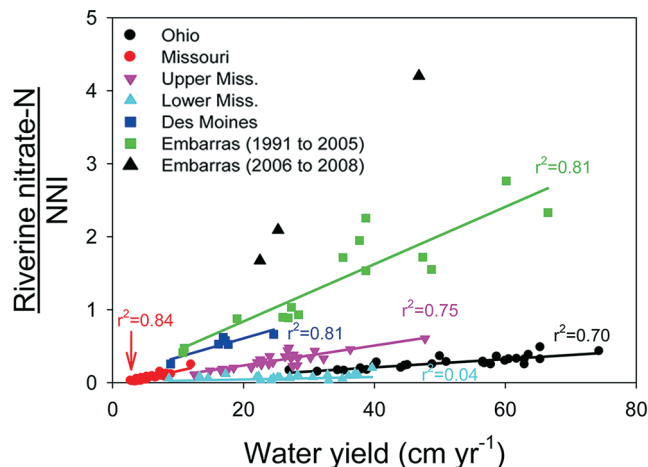 5
4
3
2
1
0
Riverine nitrate-N
NNI
Ohio
Missouri
Upper Miss.
Lower Miss.
Des Moines
Embarras (1991 to 2005)
Embarras (2006 to 2008)
r²=0.81
r²=0.84
r²=0.81
r²=0.75
r²=0.70
r²=0.04
0 20 40 60 80
Water yield (cm yr⁻¹)